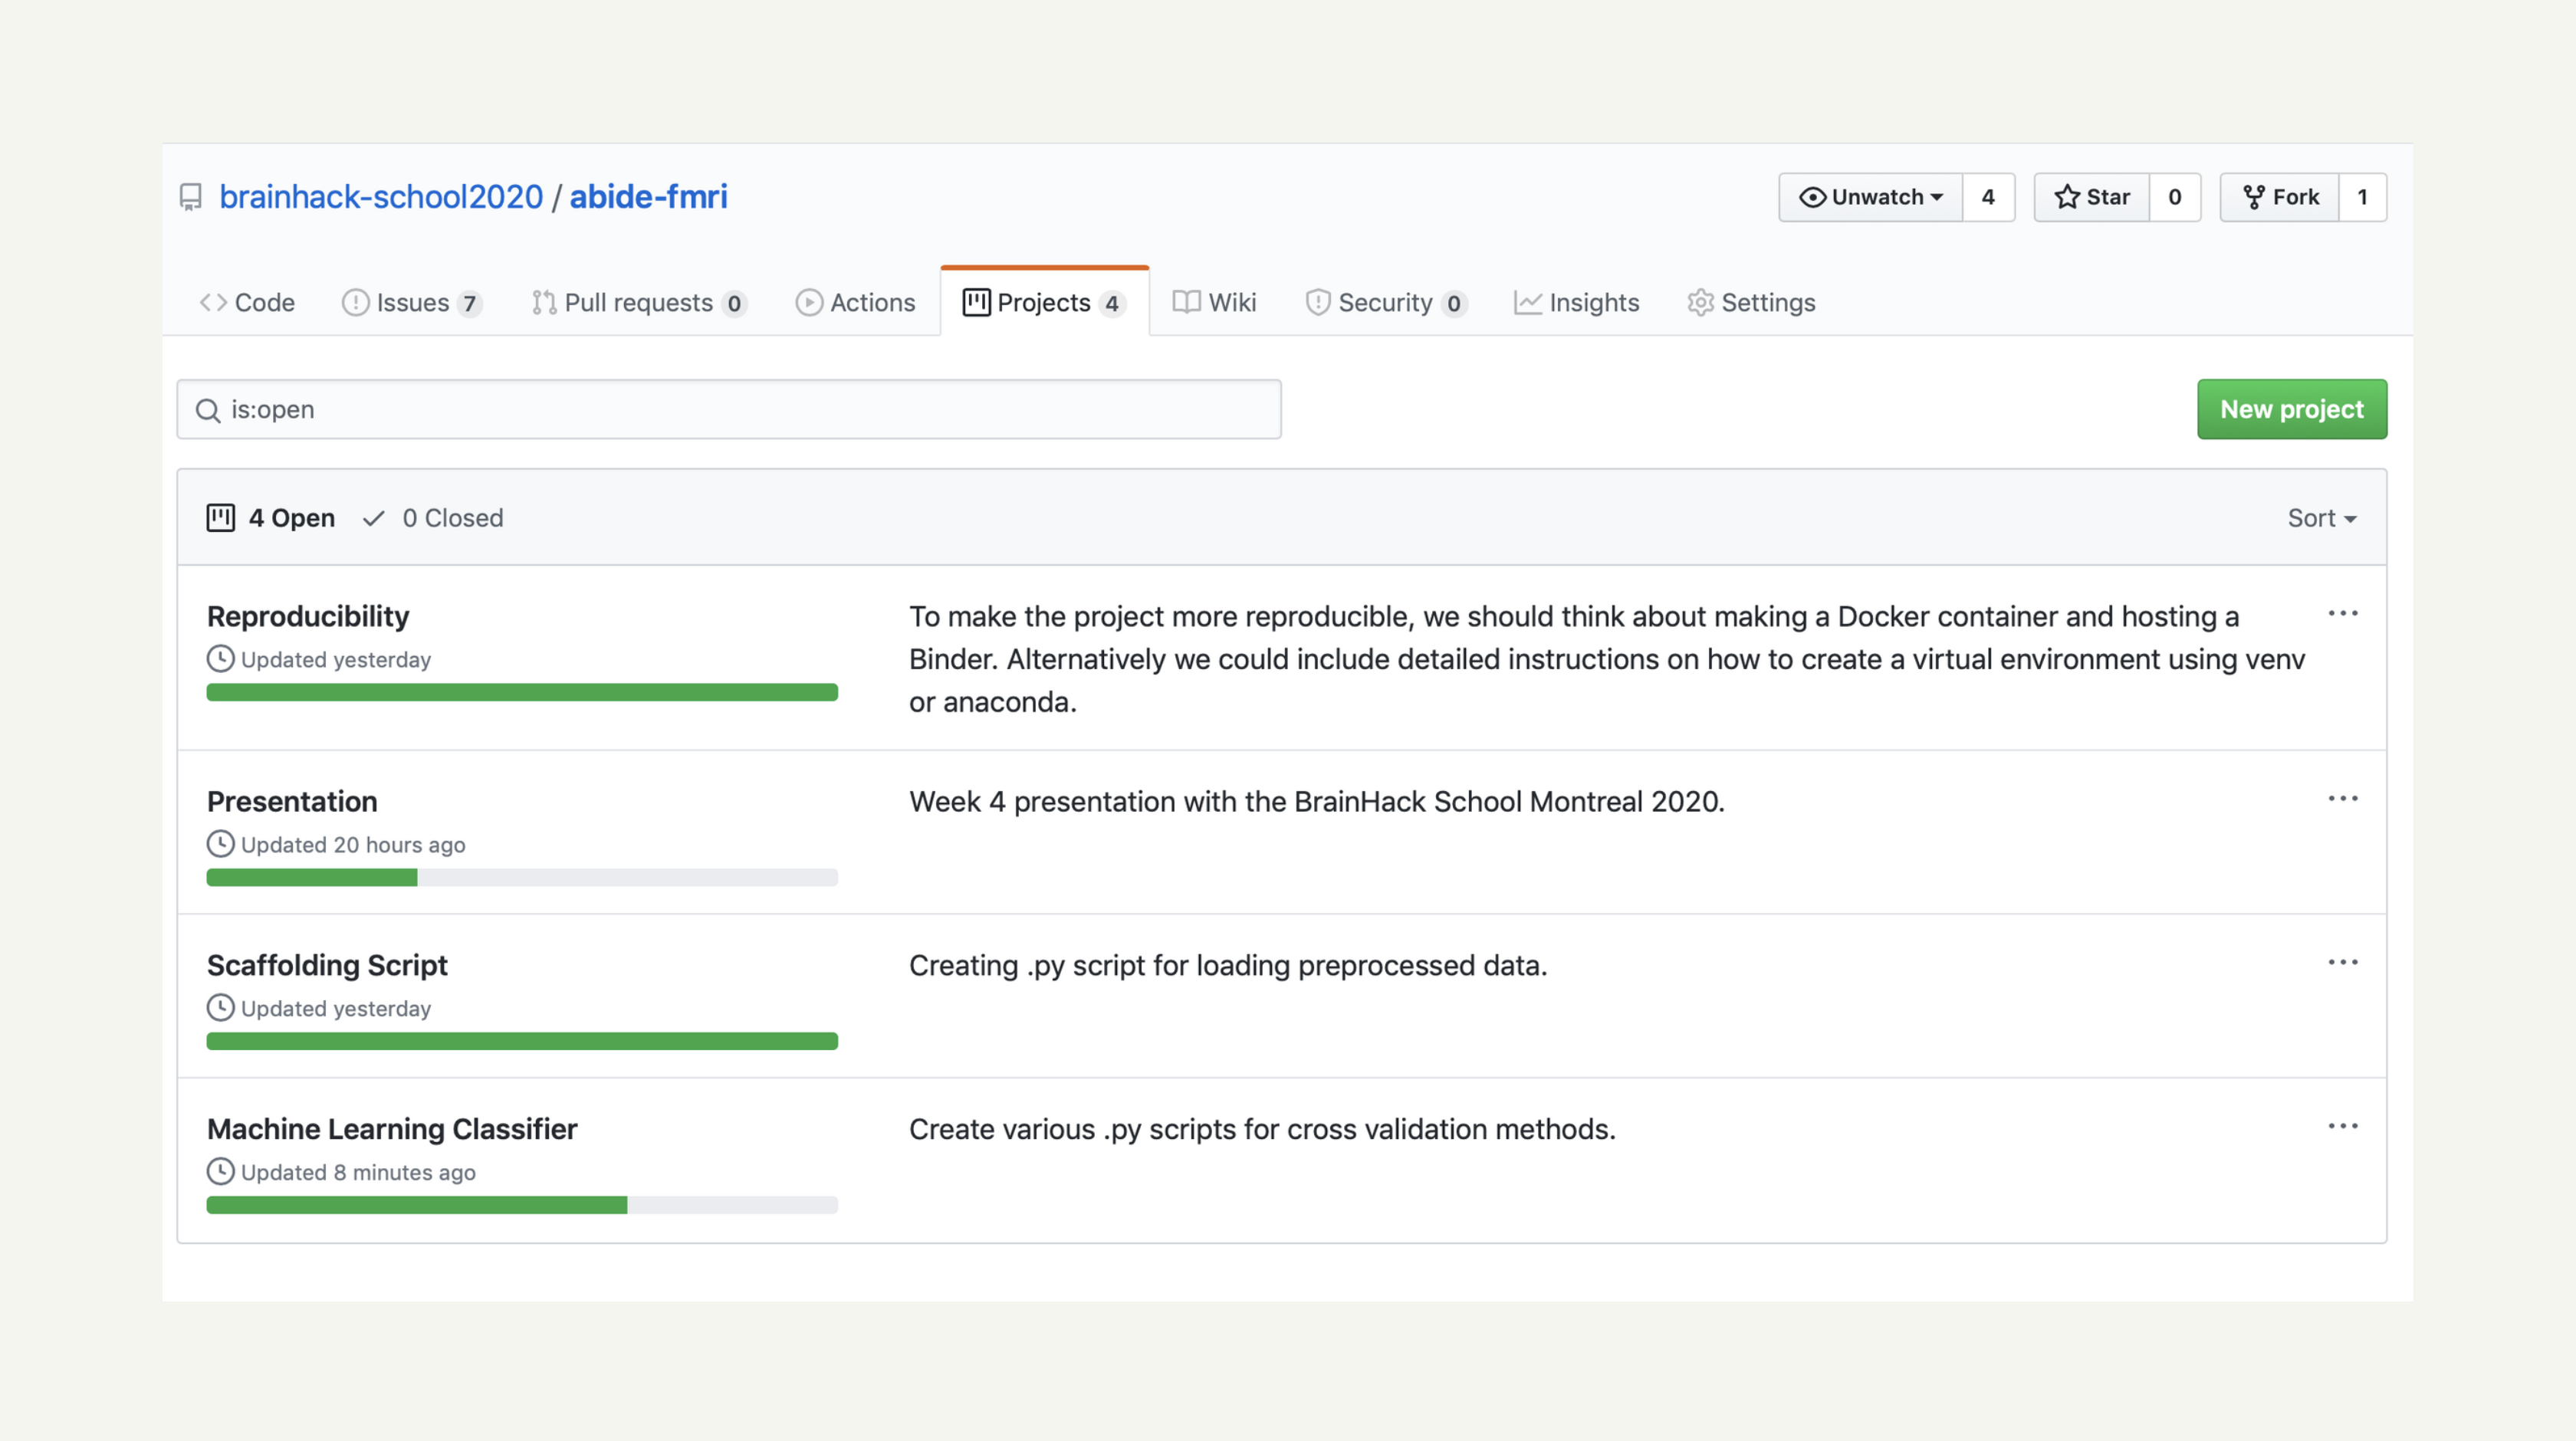 brainhack-school2020 / abide-fmri
Unwatch 4 Star 0 Fork 1
Code Issues 7 Pull requests 0 Actions Projects 4 Wiki Security 0 Insights Settings
is:open
New project
4 Open 0 Closed
Sort
Reproducibility
Updated yesterday
To make the project more reproducible, we should think about making a Docker container and hosting a
Binder. Alternatively we could include detailed instructions on how to create a virtual environment using venv
or anaconda.
Presentation
Updated 20 hours ago
Week 4 presentation with the BrainHack School Montreal 2020.
Scaffolding Script
Updated yesterday
Creating .py script for loading preprocessed data.
Machine Learning Classifier
Updated 8 minutes ago
Create various .py scripts for cross validation methods.